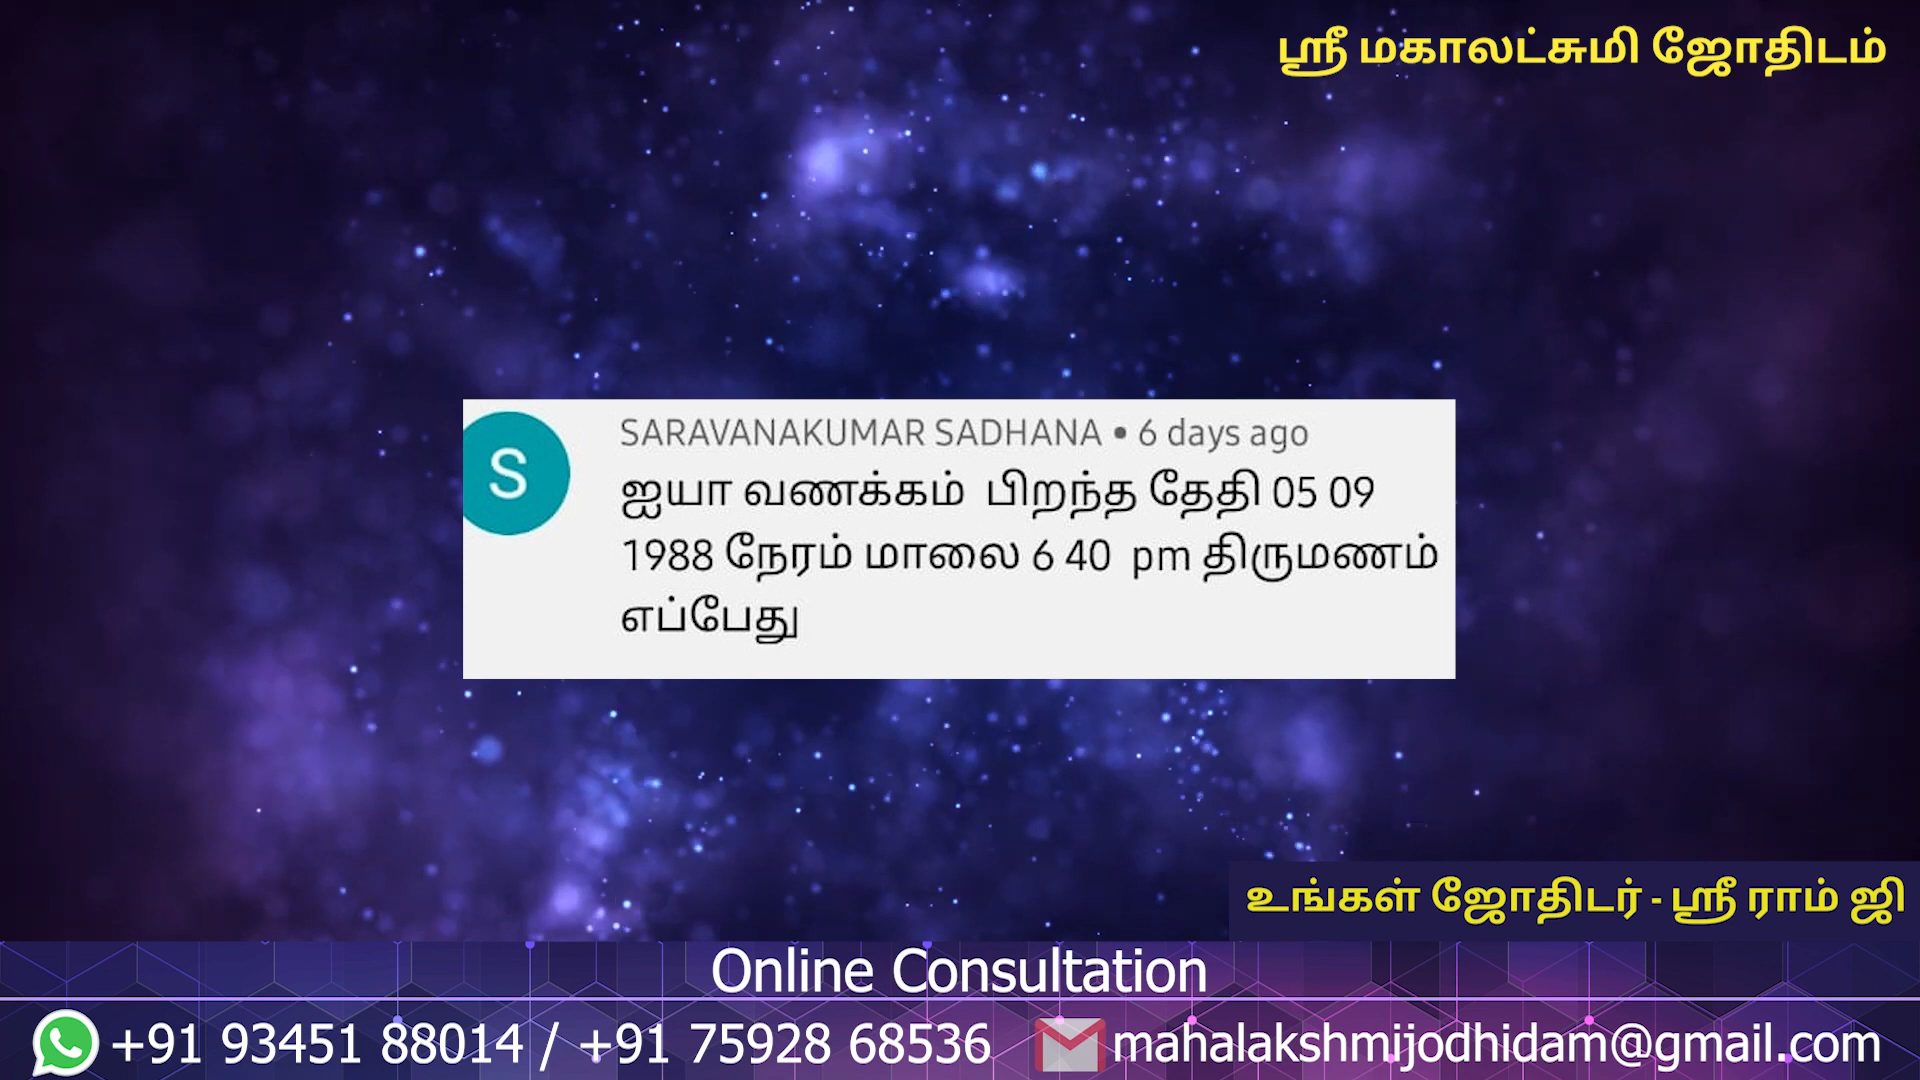 ஸ்ரீ மகாலட்சுமி ஜோதிடம்
S
SARAVANAKUMAR SADHANA • 6 days ago
ஐயா வணக்கம் பிறந்த தேதி 05 09
1988 நேரம் மாலை 6 40 pm திருமணம்
எப்பேது
உங்கள் ஜோதிடர் - ஸ்ரீ ராம் ஜி
Online Consultation
+91 93451 88014 / +91 75928 68536 mahalakshmijodhidam@gmail.com